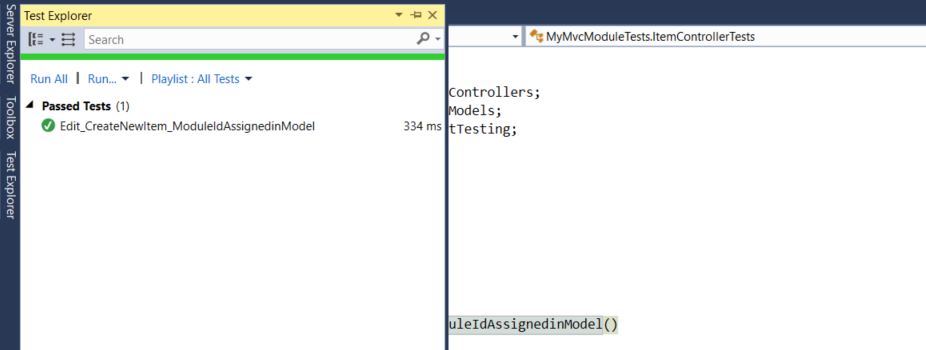 Server Explorer
Toolbox
Test Explorer
Test Explorer
Search
Run All | Run... | Playlist : All Tests
Passed Tests (1)
Edit_CreateNewItem_ModuleIdAssignedinModel 334 ms
MyMvcModuleTests.ItemControllerTests
Controllers;
Models;
tTesting;
uleIdAssignedinModel()